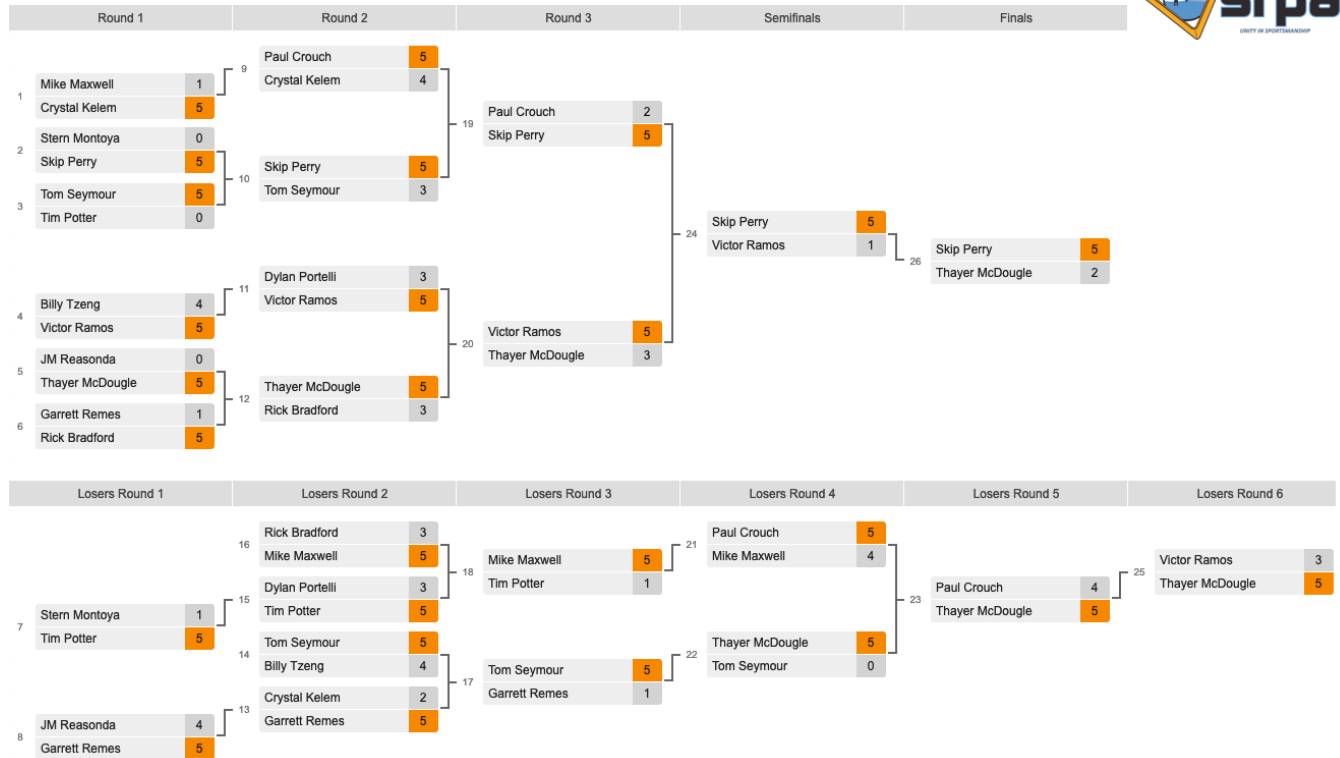 Round 1 Round 2 Round 3 Semifinals Finals
srpa
UNITY IN SPORTSMANSHIP
Paul Crouch 5
9
Crystal Kelem 4
Mike Maxwell 1
1
Crystal Kelem 5
Paul Crouch 2
19
Skip Perry 5
Stern Montoya 0
2
Skip Perry 5
Skip Perry 5
10
Tom Seymour 3
Tom Seymour 5
3
Tim Potter 0
Skip Perry 5
24
Victor Ramos 1
Skip Perry 5
26
Thayer McDougle 2
Dylan Portelli 3
11
Victor Ramos 5
Billy Tzeng 4
4
Victor Ramos 5
Victor Ramos 5
20
Thayer McDougle 3
JM Reasonda 0
5
Thayer McDougle 5
Thayer McDougle 5
12
Rick Bradford 3
Garrett Remes 1
6
Rick Bradford 5
Losers Round 1 Losers Round 2 Losers Round 3 Losers Round 4 Losers Round 5 Losers Round 6
Rick Bradford 3
16
Mike Maxwell 5
Paul Crouch 5
21
Mike Maxwell 4
Mike Maxwell 5
18
Tim Potter 1
Victor Ramos 3
25
Thayer McDougle 5
Dylan Portelli 3
15
Tim Potter 5
Paul Crouch 4
23
Thayer McDougle 5
Stern Montoya 1
7
Tim Potter 5
Tom Seymour 5
14
Billy Tzeng 4
Thayer McDougle 5
22
Tom Seymour 0
Tom Seymour 5
17
Garrett Remes 1
Crystal Kelem 2
13
Garrett Remes 5
JM Reasonda 4
8
Garrett Remes 5